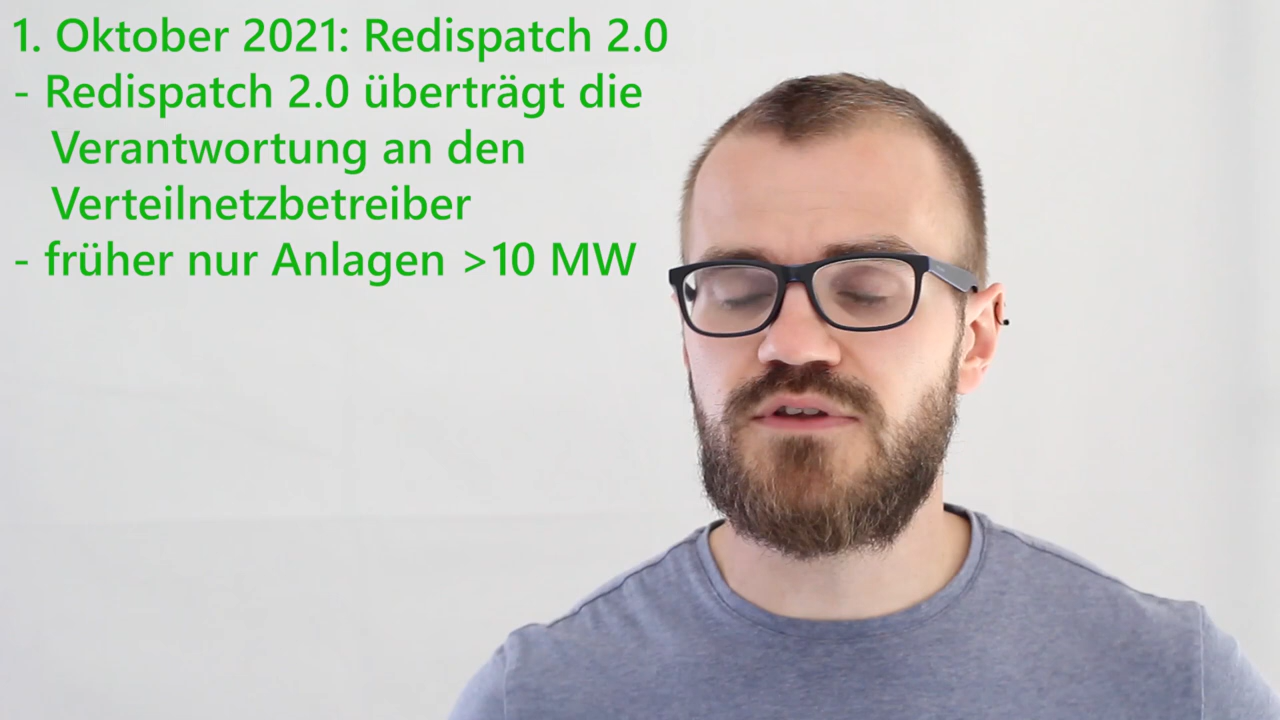 1. Oktober 2021: Redispatch 2.0
- Redispatch 2.0 überträgt die
Verantwortung an den
Verteilnetzbetreiber
- früher nur Anlagen >10 MW